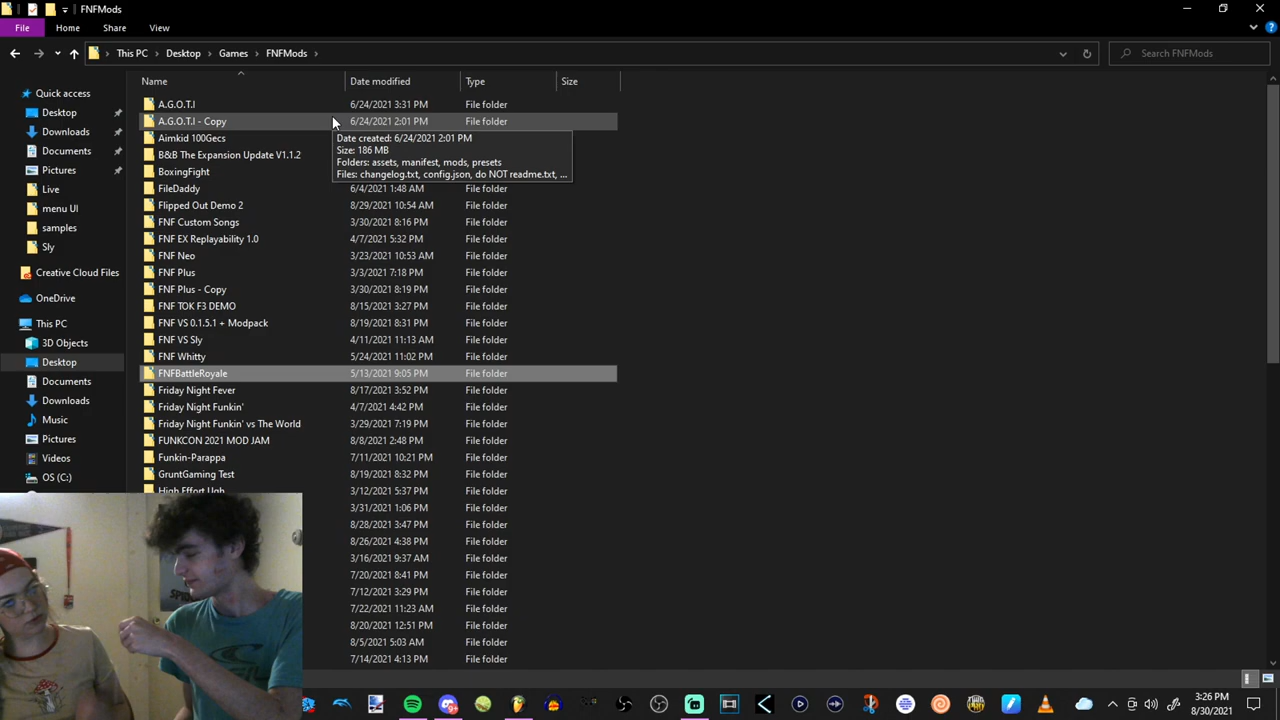 FNFMods
File Home Share View
This PC Desktop Games FNFMods Search FNFMods
Name Date modified Type Size
Quick access
Desktop
Downloads
Documents
Pictures
Live
menu UI
samples
Sly
Creative Cloud Files
OneDrive
This PC
3D Objects
Desktop
Documents
Downloads
Music
Pictures
Videos
OS (C:)
A.G.O.T.I 6/24/2021 3:31 PM File folder
A.G.O.T.I - Copy 6/24/2021 2:01 PM File folder
Aimkid 100Gecs
B&B The Expansion Update V1.1.2
BoxingFight
Date created: 6/24/2021 2:01 PM
Size: 186 MB
Folders: assets, manifest, mods, presets
Files: changelog.txt, config.json, do NOT readme.txt, ...
FileDaddy 6/4/2021 1:48 AM File folder
Flipped Out Demo 2 8/29/2021 10:54 AM File folder
FNF Custom Songs 3/30/2021 8:16 PM File folder
FNF EX Replayability 1.0 4/7/2021 5:32 PM File folder
FNF Neo 3/23/2021 10:53 AM File folder
FNF Plus 3/3/2021 7:18 PM File folder
FNF Plus - Copy 3/30/2021 8:19 PM File folder
FNF TOK F3 DEMO 8/15/2021 3:27 PM File folder
FNF VS 0.1.5.1 + Modpack 8/19/2021 8:31 PM File folder
FNF VS Sly 4/11/2021 11:13 AM File folder
FNF Whitty 5/24/2021 11:02 PM File folder
FNFBattleRoyale 5/13/2021 9:05 PM File folder
Friday Night Fever 8/17/2021 3:52 PM File folder
Friday Night Funkin' 4/7/2021 4:42 PM File folder
Friday Night Funkin' vs The World 3/29/2021 7:19 PM File folder
FUNKCON 2021 MOD JAM 8/8/2021 2:48 PM File folder
Funkin-Parappa 7/11/2021 10:21 PM File folder
GruntGaming Test 8/19/2021 8:32 PM File folder
High Effort Ugh 3/12/2021 5:37 PM File folder
3/31/2021 1:06 PM File folder
8/28/2021 3:47 PM File folder
8/26/2021 4:38 PM File folder
3/16/2021 9:37 AM File folder
7/20/2021 8:41 PM File folder
7/12/2021 3:29 PM File folder
7/22/2021 11:23 AM File folder
8/20/2021 12:51 PM File folder
8/5/2021 5:03 AM File folder
7/14/2021 4:13 PM File folder
3:26 PM
8/30/2021